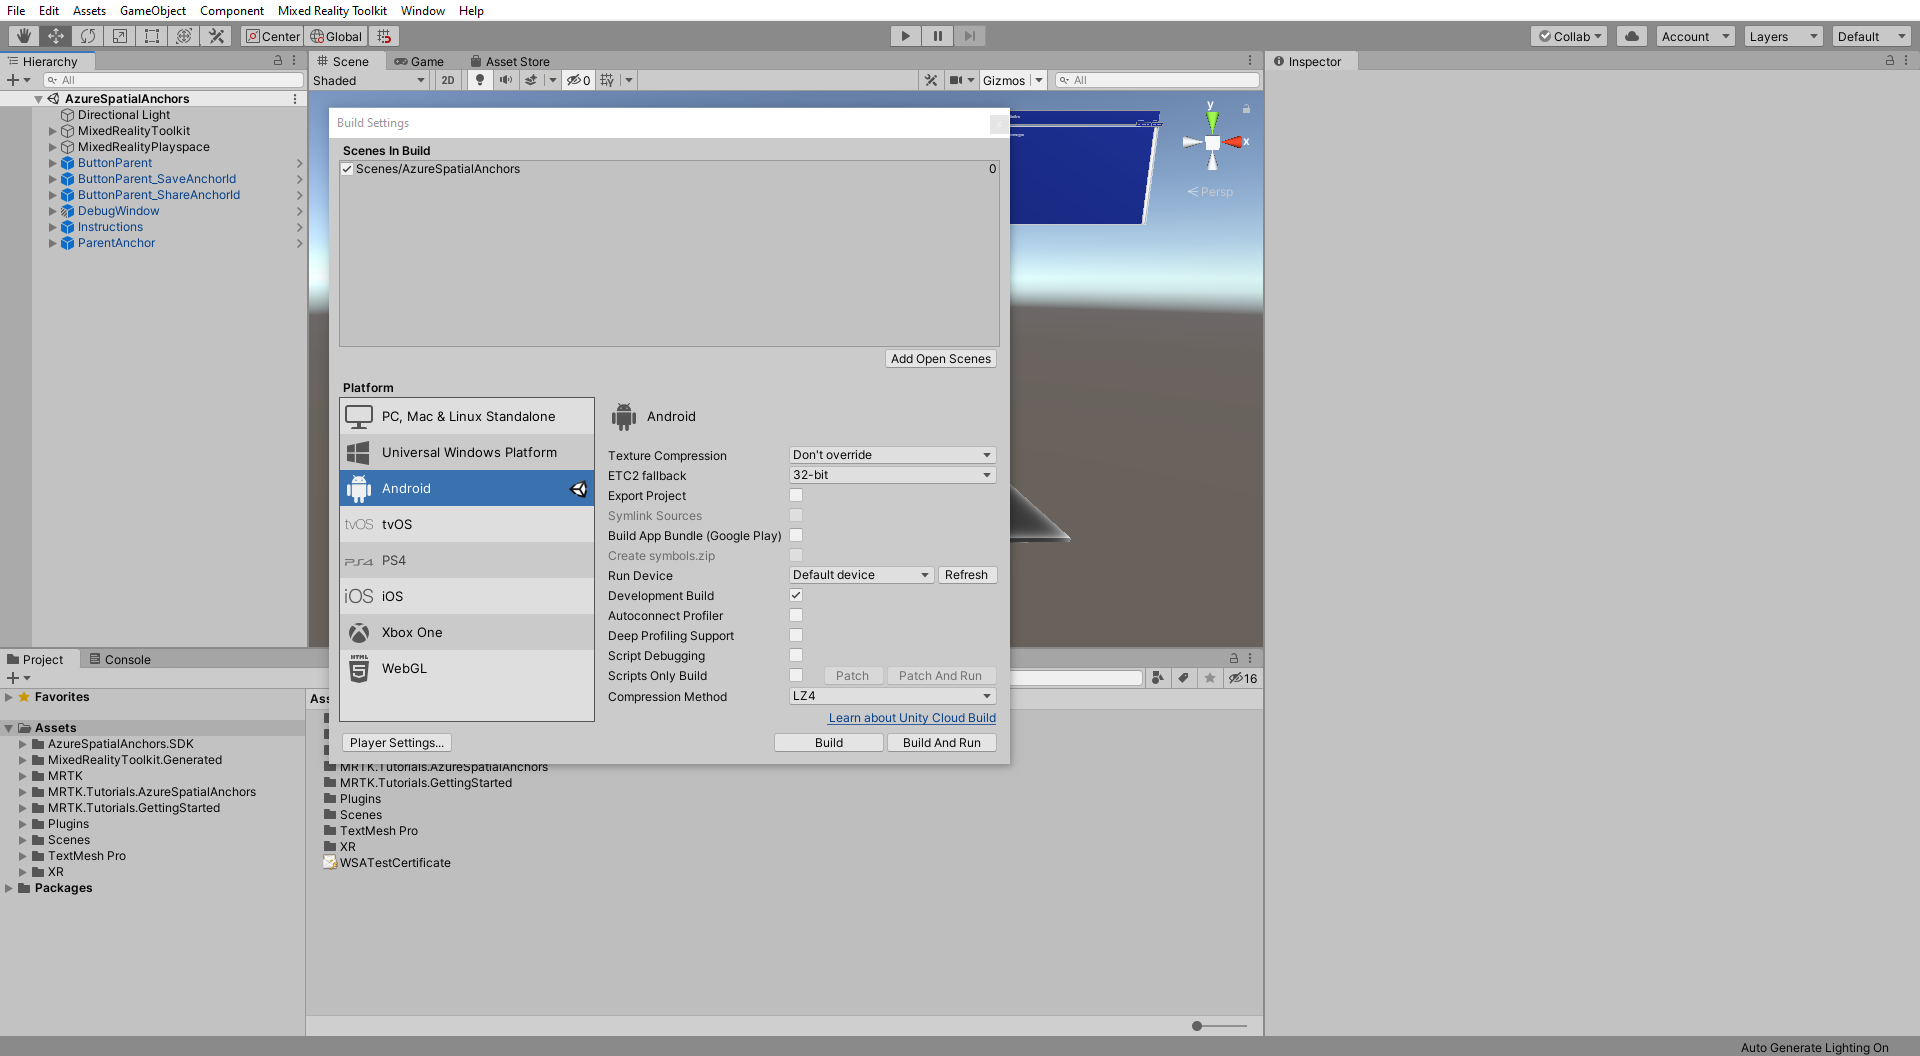 File Edit Assets GameObject Component Mixed Reality Toolkit Window Help
Center Global Collab Account Layers Default
Hierarchy Scene Game Asset Store Inspector
All Shaded 2D 0 Gizmos All
AzureSpatialAnchors
Directional Light
MixedRealityToolkit
MixedRealityPlayspace
ButtonParent
ButtonParent_SaveAnchorId
ButtonParent_ShareAnchorId
DebugWindow
Instructions
ParentAnchor
y
x
Persp
Build Settings
Scenes In Build
Scenes/AzureSpatialAnchors 0
Add Open Scenes
Platform
PC, Mac & Linux Standalone
Universal Windows Platform
Android
tvOS tvOS
PS4 PS4
iOS iOS
Xbox One
HTML 5 WebGL
Android
Texture Compression Don't override
ETC2 fallback 32-bit
Export Project
Symlink Sources
Build App Bundle (Google Play)
Create symbols.zip
Run Device Default device Refresh
Development Build
Autoconnect Profiler
Deep Profiling Support
Script Debugging
Scripts Only Build Patch Patch And Run
Compression Method LZ4
Learn about Unity Cloud Build
Player Settings... Build Build And Run
Project Console
16
Favorites
Assets
AzureSpatialAnchors.SDK
MixedRealityToolkit.Generated
MRTK
MRTK.Tutorials.AzureSpatialAnchors
MRTK.Tutorials.GettingStarted
Plugins
Scenes
TextMesh Pro
XR
Packages
Ass
MRTK.Tutorials.AzureSpatialAnchors
MRTK.Tutorials.GettingStarted
Plugins
Scenes
TextMesh Pro
XR
WSATestCertificate
Auto Generate Lighting On